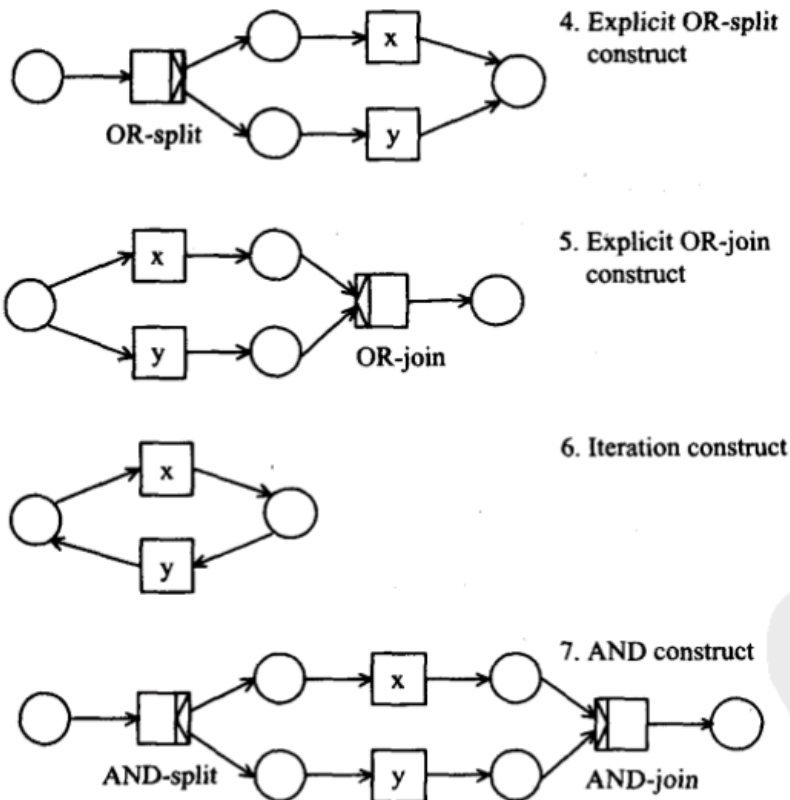 x
4. Explicit OR-split
construct
OR-split
y
x
5. Explicit OR-join
construct
y
OR-join
x
6. Iteration construct
y
7. AND construct
x
AND-split
y
AND-join